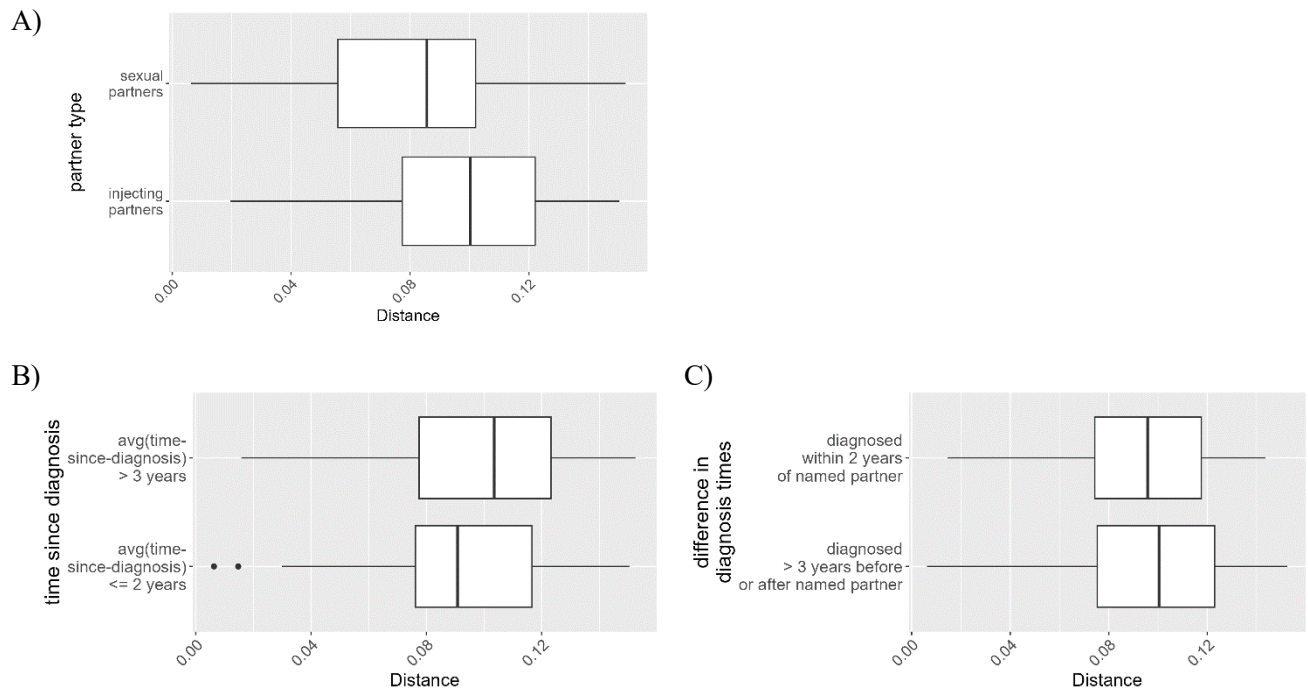 A)
partner type
sexual
partners
injecting
partners
0.00
0.04
0.08
0.12
Distance
B)
time since diagnosis
avg(time-
since-diagnosis)
> 3 years
avg(time-
since-diagnosis)
<= 2 years
0.00
0.04
0.08
0.12
Distance
C)
difference in
diagnosis times
diagnosed
within 2 years
of named partner
diagnosed
> 3 years before
or after named partner
0.00
0.04
0.08
0.12
Distance